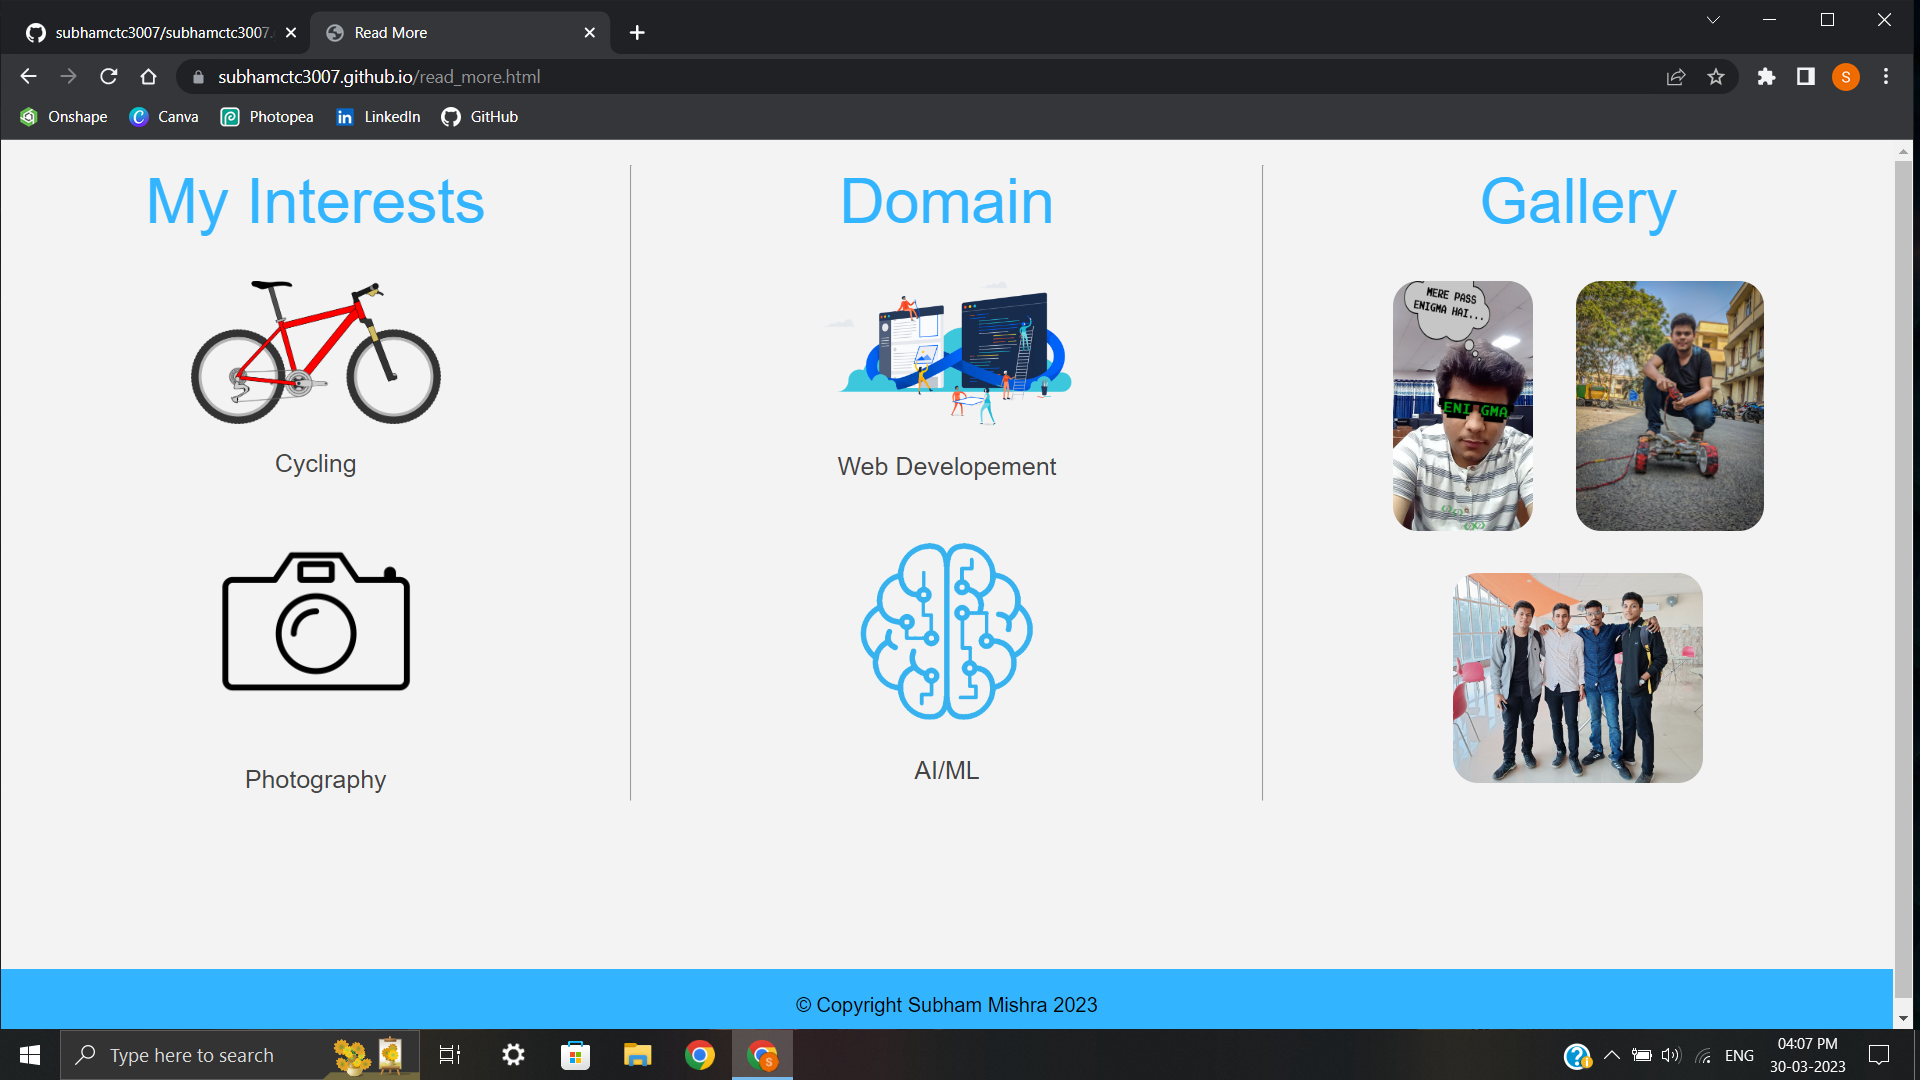 subhamctc3007/subhamctc3007.
Read More
subhamctc3007.github.io/read_more.html
S
Onshape
Canva
Photopea
in
LinkedIn
GitHub
My Interests
Domain
Gallery
MERE PASS
ENIGMA HAI...
ENIGMA
Cycling
Web Developement
Photography
AI/ML
© Copyright Subham Mishra 2023
Type here to search
S
ENG
04:07 PM
30-03-2023